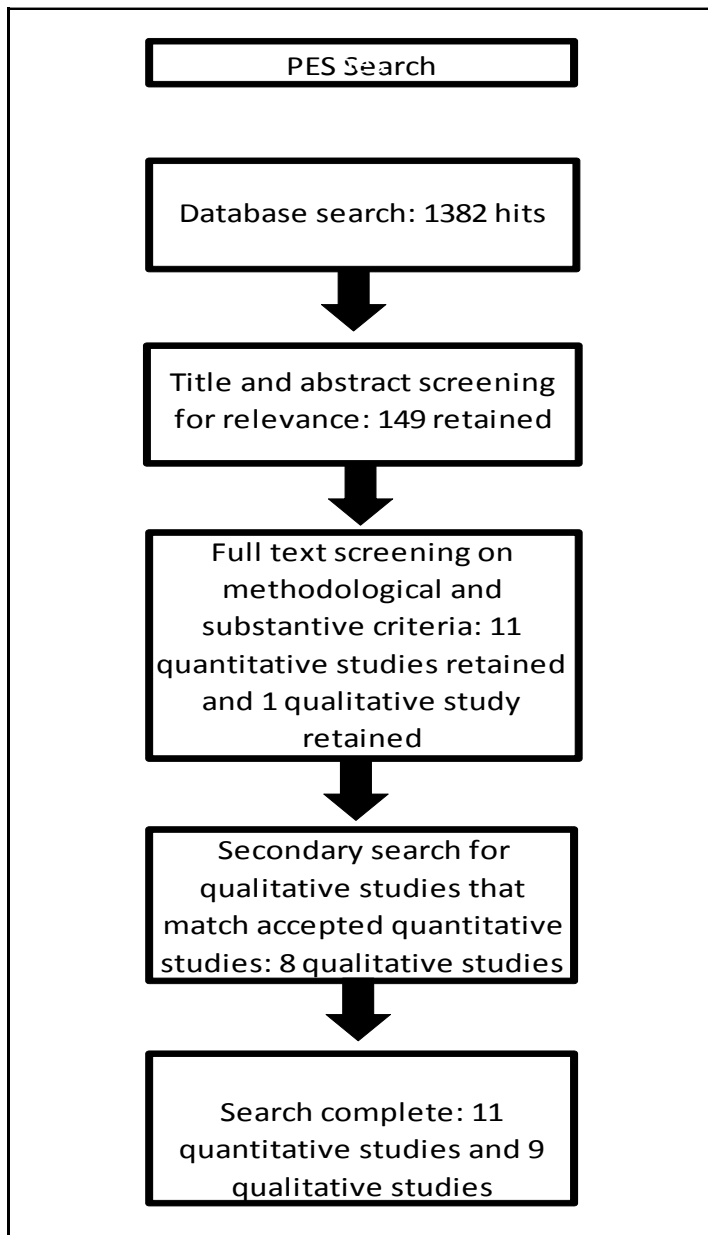 PES Search
Database search: 1382 hits
Title and abstract screening
for relevance: 149 retained
Full text screening on
methodological and
substantive criteria: 11
quantitative studies retained
and 1 qualitative study
retained
Secondary search for
qualitative studies that
match accepted quantitative
studies: 8 qualitative studies
Search complete: 11
quantitative studies and 9
qualitative studies